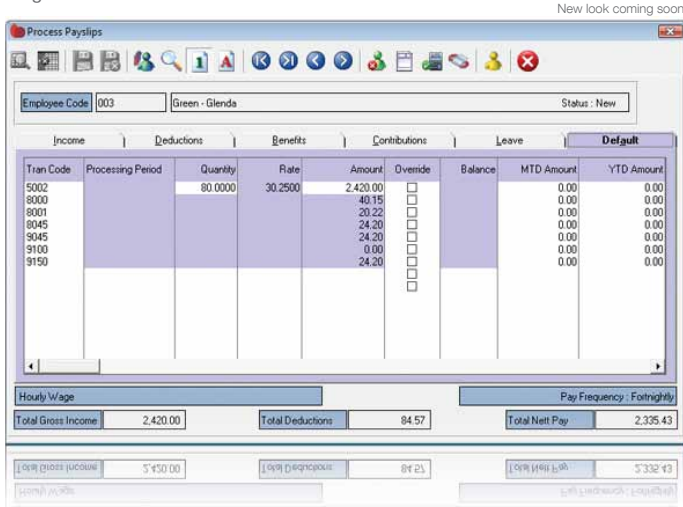 New look coming soon
Process Payslips
Employee Code 003 Green - Glenda Status : New
Income Deductions Benefits Contributions Leave Default
Tran Code Processing Period Quantity Rate Amount Override Balance MTD Amount YTD Amount
5002 80.0000 30.2500 2,420.00 0.00 0.00
8000 40.15 0.00 0.00
8001 20.22 0.00 0.00
8045 24.20 0.00 0.00
9045 24.20 0.00 0.00
9100 0.00 0.00 0.00
9150 24.20 0.00 0.00
Hourly Wage Pay Frequency : Fortnightly
Total Gross Income 2,420.00 Total Deductions 84.57 Total Nett Pay 2,335.43